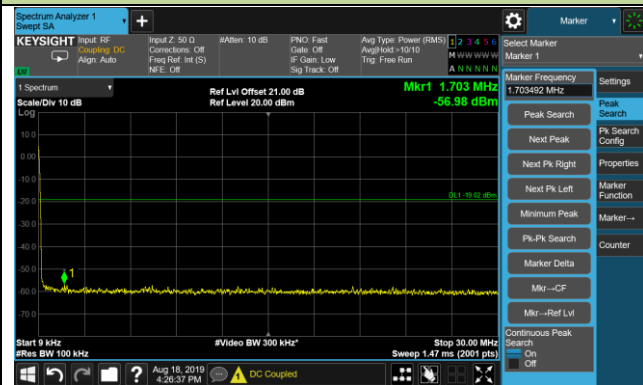 Spectrum Analyzer 1
Swept SA
Marker
KEYSIGHT
Input: RF
Coupling: DC
Align: Auto
Input Z: 50 Ω
Corrections: Off
Freq Ref: Int (S)
NFE: Off
#Atten: 10 dB
PNO: Fast
Gate: Off
IF Gain: Low
Sig Track: Off
Avg Type: Power (RMS)
Avg|Hold:>10/10
Trig: Free Run
1 2 3 4 5 6
M W W W W W
A N N N N N
LW
Select Marker
Marker 1
1 Spectrum
Scale/Div 10 dB
Log
Ref Lvl Offset 21.00 dB
Ref Level 20.00 dBm
Mkr1 1.703 MHz
-56.98 dBm
10.0
0.00
-10.0
-20.0
-30.0
-40.0
-50.0
-60.0
-70.0
DL1 -19.02 dBm
1
Start 9 kHz
#Res BW 100 kHz
#Video BW 300 kHz*
Stop 30.00 MHz
Sweep 1.47 ms (2001 pts)
Marker Frequency
1.703492 MHz
Peak Search
Next Peak
Next Pk Right
Next Pk Left
Minimum Peak
Pk-Pk Search
Marker Delta
Mkr→CF
Mkr→Ref Lvl
Continuous Peak
Search
On
Off
Settings
Peak
Search
Pk Search
Config
Properties
Marker
Function
Marker→
Counter
?
Aug 18, 2019
4:26:37 PM
DC Coupled